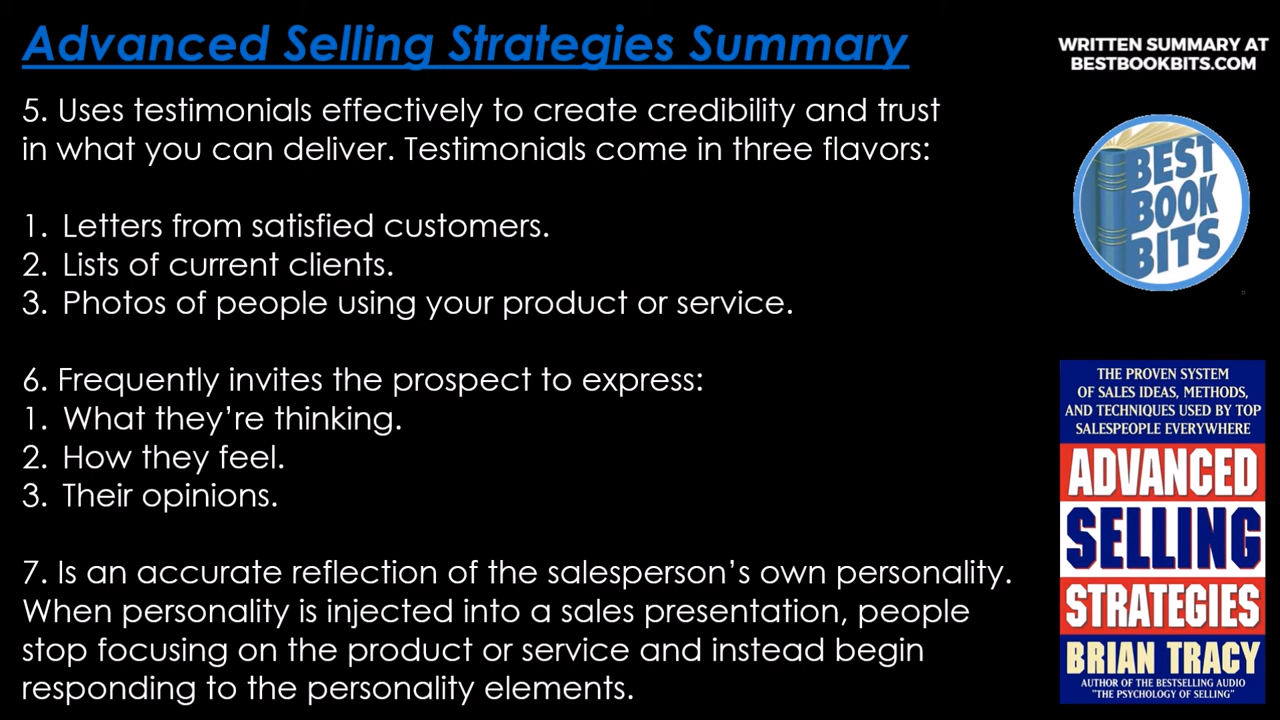 Advanced Selling Strategies Summary
WRITTEN SUMMARY AT
BESTBOOKBITS.COM
5. Uses testimonials effectively to create credibility and trust
in what you can deliver. Testimonials come in three flavors:
1. Letters from satisfied customers.
2. Lists of current clients.
3. Photos of people using your product or service.
6. Frequently invites the prospect to express:
1. What they’re thinking.
2. How they feel.
3. Their opinions.
7. Is an accurate reflection of the salesperson’s own personality.
When personality is injected into a sales presentation, people
stop focusing on the product or service and instead begin
responding to the personality elements.
BEST
BOOK
BITS
THE PROVEN SYSTEM
OF SALES IDEAS, METHODS,
AND TECHNIQUES USED BY TOP
SALESPEOPLE EVERYWHERE
ADVANCED
SELLING
STRATEGIES
BRIAN TRACY
AUTHOR OF THE BESTSELLING AUDIO
"THE PSYCHOLOGY OF SELLING"